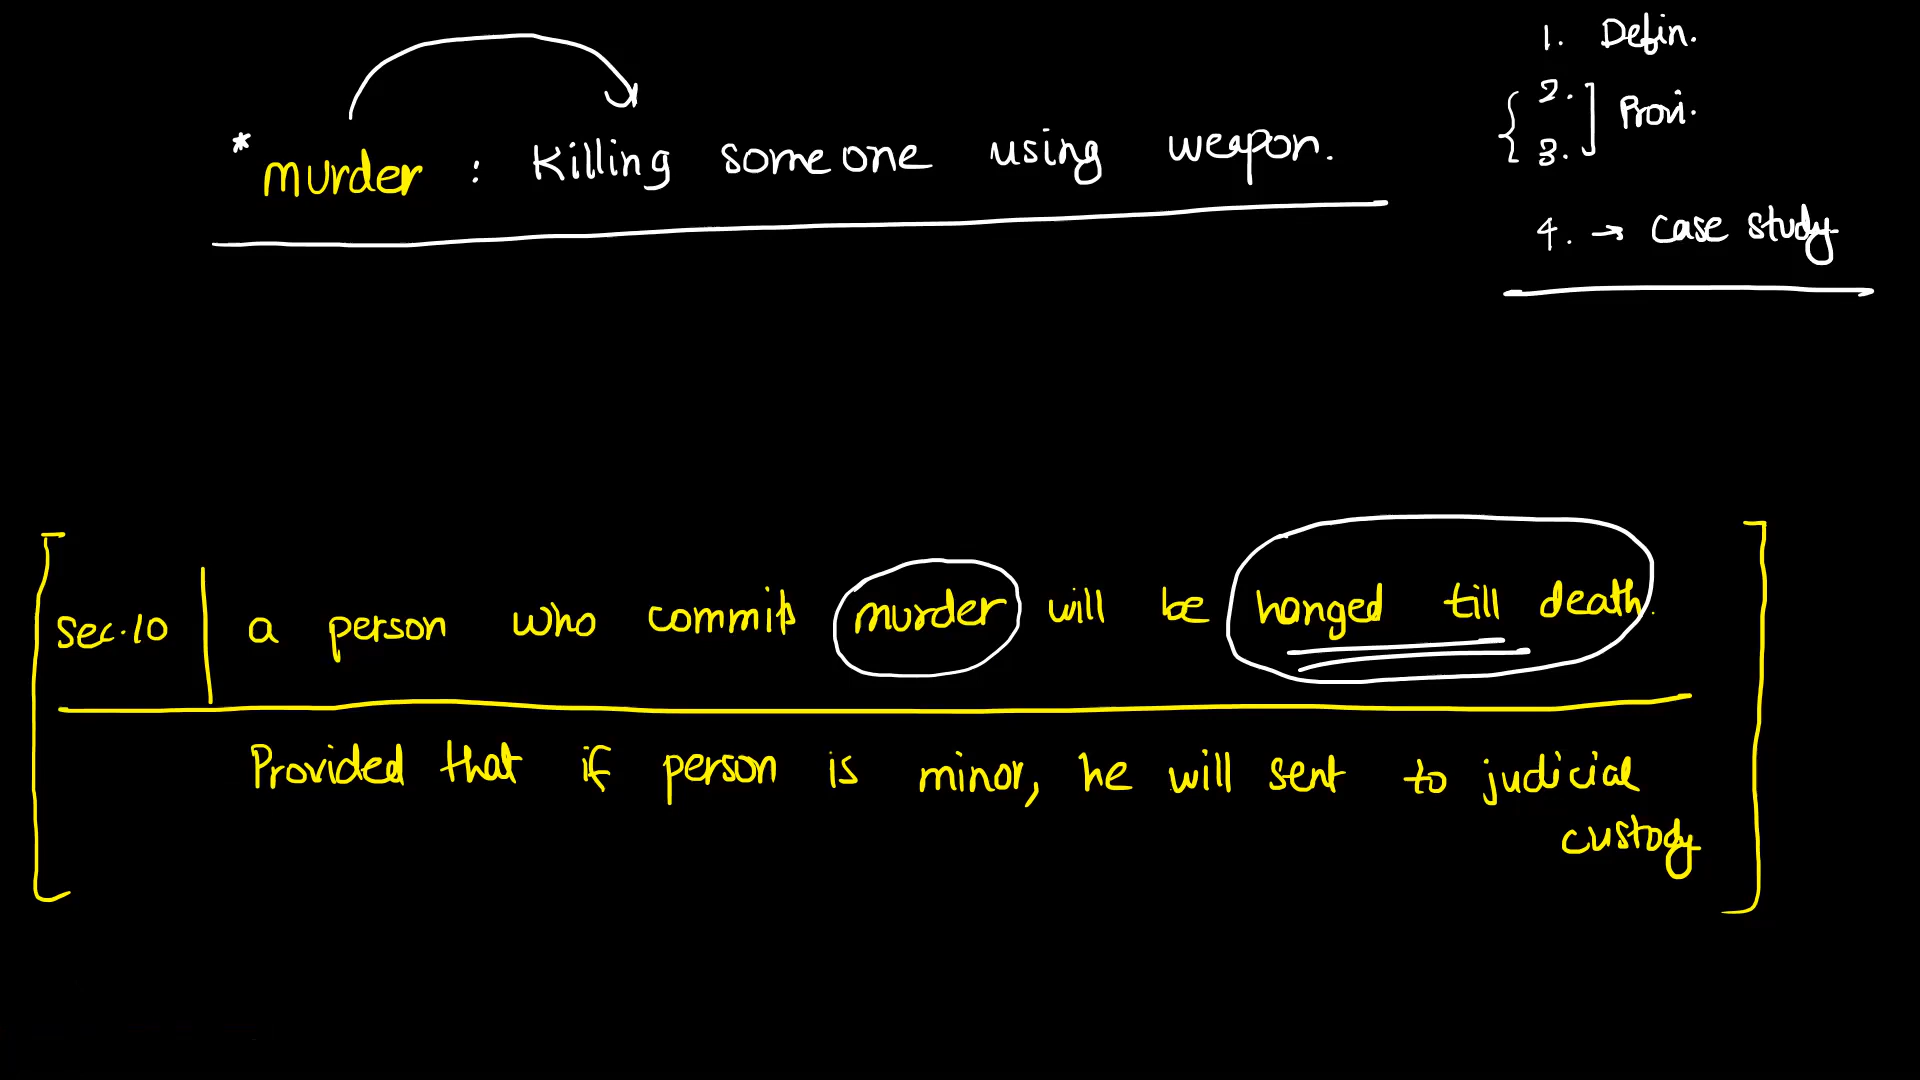 1. Defin.
2.
3. Provi.
4. → case study
* murder : Killing someone using weapon.
Sec.10 a person who commits murder will be hanged till death.
Provided that if person is minor, he will sent to judicial
custody